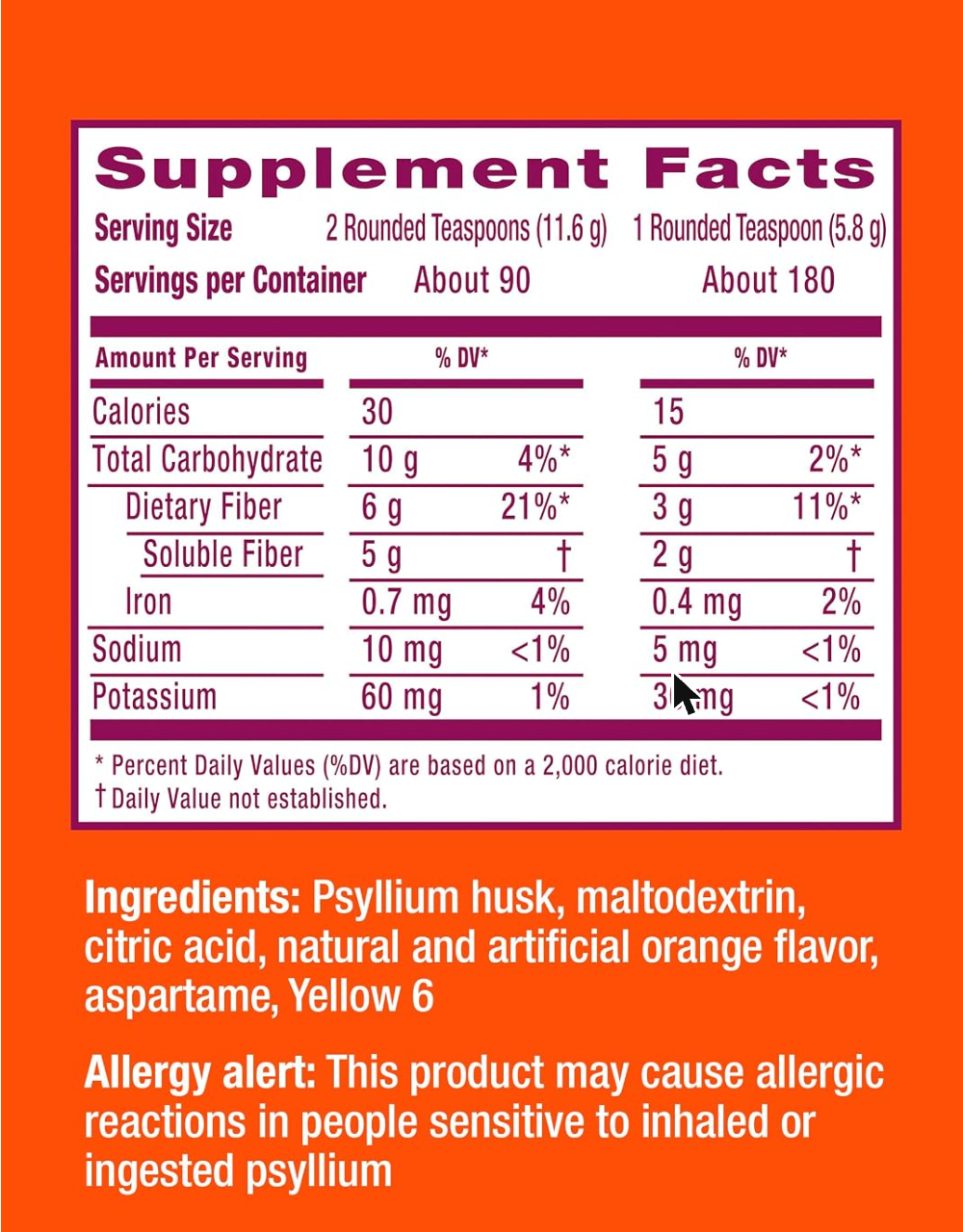 Supplement Facts
Serving Size 2 Rounded Teaspoons (11.6 g) 1 Rounded Teaspoon (5.8 g)
Servings per Container About 90 About 180
Amount Per Serving % DV* % DV*
Calories 30 15
Total Carbohydrate 10 g 4%* 5 g 2%*
Dietary Fiber 6 g 21%* 3 g 11%*
Soluble Fiber 5 g † 2 g †
Iron 0.7 mg 4% 0.4 mg 2%
Sodium 10 mg <1% 5 mg <1%
Potassium 60 mg 1% mg <1%
* Percent Daily Values (%DV) are based on a 2,000 calorie diet.
† Daily Value not established.
Ingredients: Psyllium husk, maltodextrin,
citric acid, natural and artificial orange flavor,
aspartame, Yellow 6
Allergy alert: This product may cause allergic
reactions in people sensitive to inhaled or
ingested psyllium